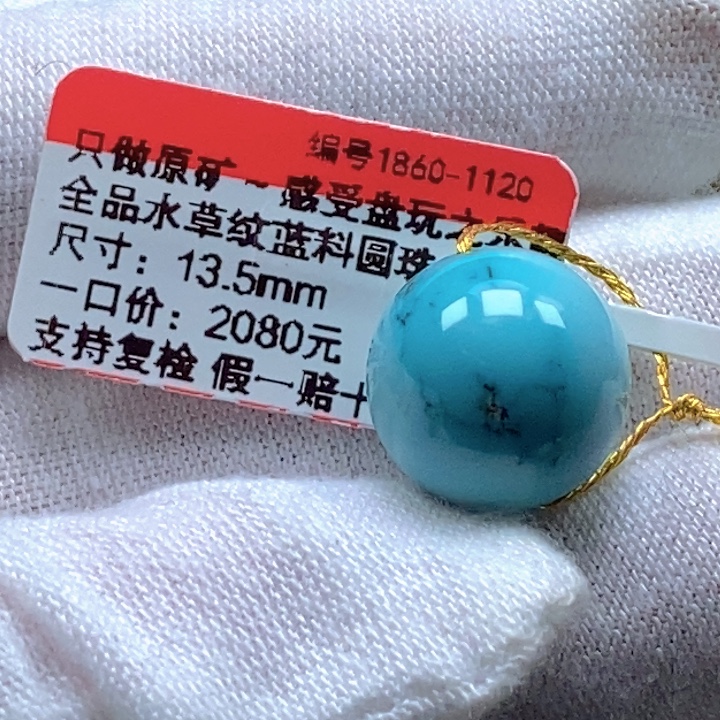 编号1860-1120
只做原矿~感受盘玩之乐
全品水草纹蓝料圆珠
尺寸：13.5mm
一口价：2080元
支持复检 假一赔十